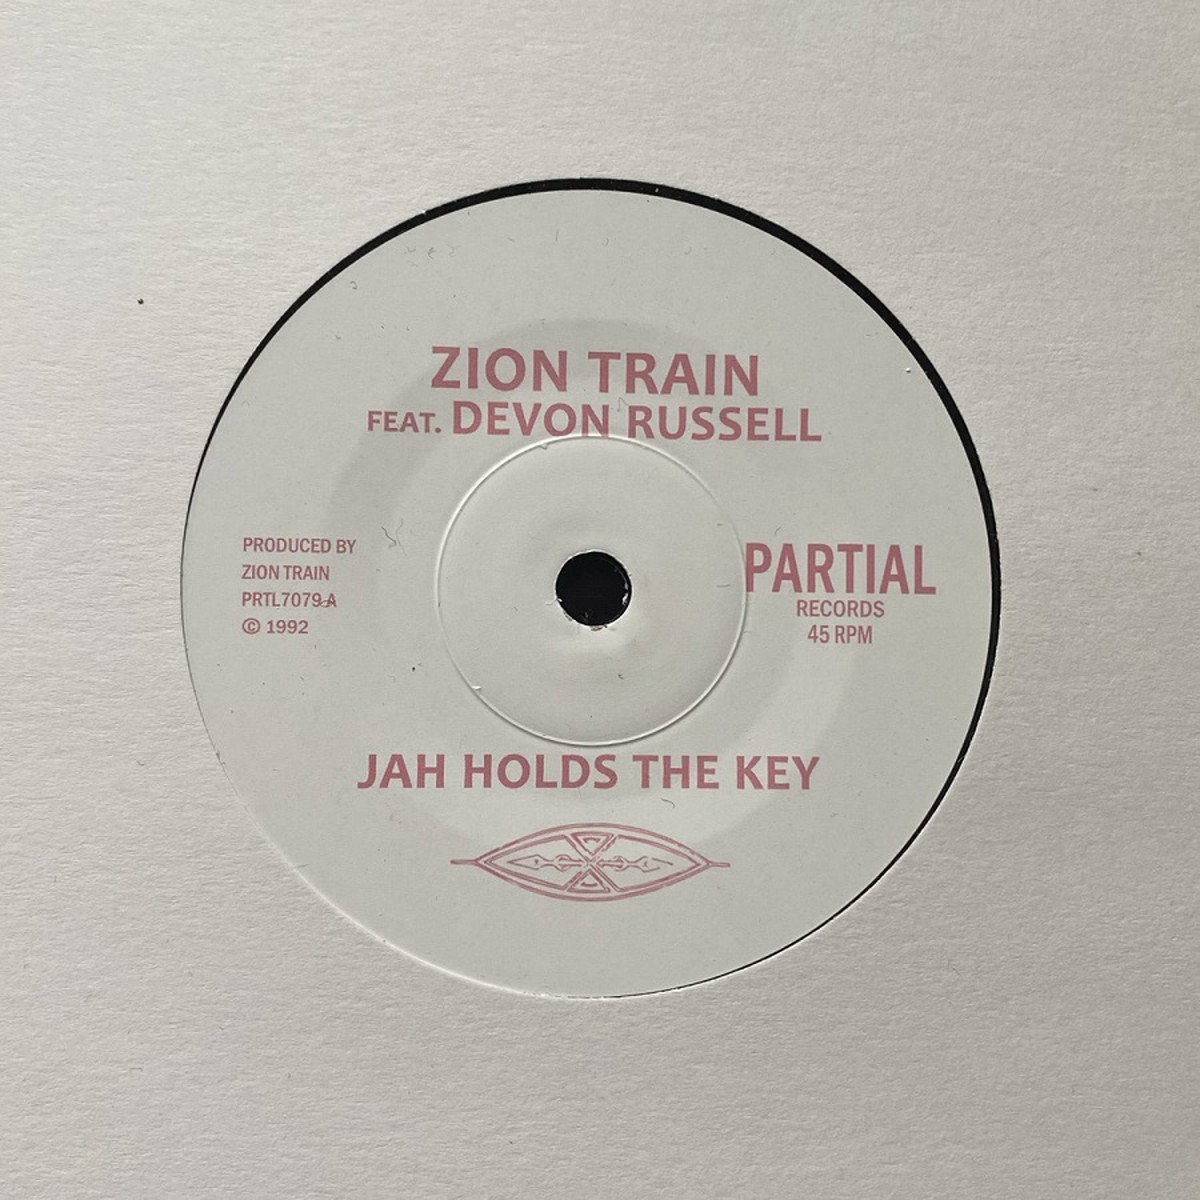 ZION TRAIN
FEAT. DEVON RUSSELL
PRODUCED BY
ZION TRAIN
PRTL7079 A
© 1992
PARTIAL
RECORDS
45 RPM
JAH HOLDS THE KEY